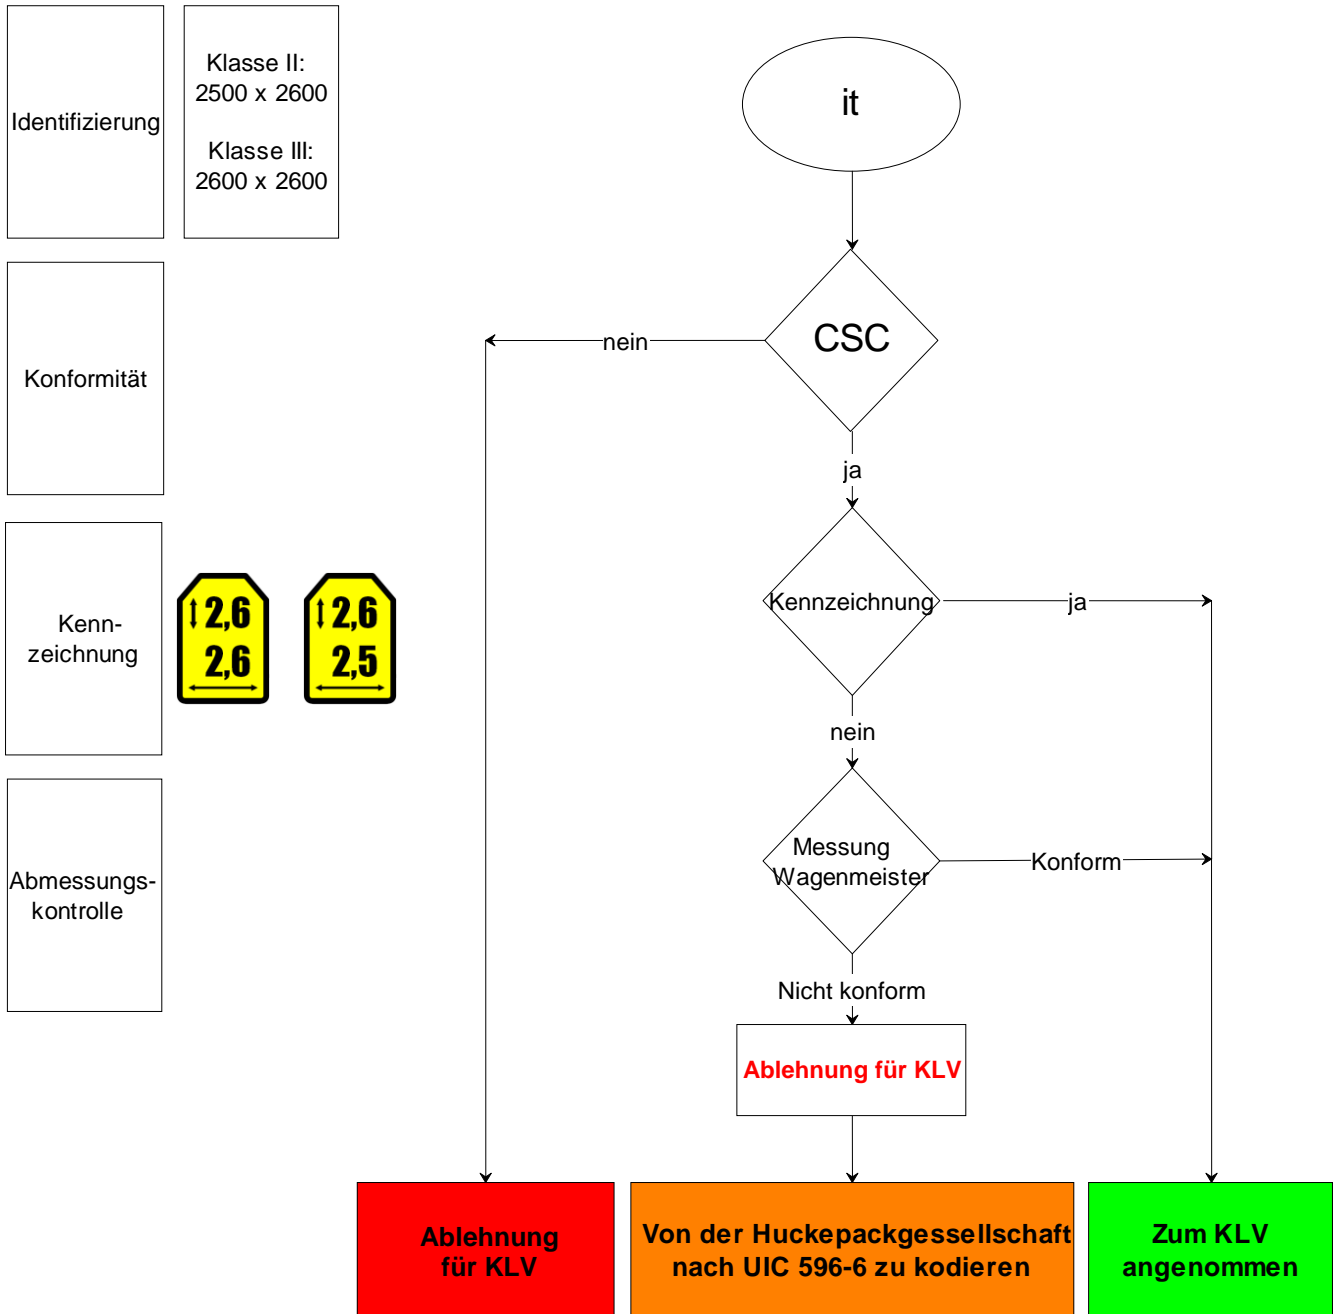 Identifizierung
Klasse II:
2500 x 2600
Klasse III:
2600 x 2600
it
Konformität
CSC
nein
ja
Kenn-
zeichnung
2,6
2,6
2,6
2,5
Kennzeichnung
ja
nein
Abmessungs-
kontrolle
Messung
Wagenmeister
Konform
Nicht konform
Ablehnung für KLV
Ablehnung
für KLV
Von der Huckepackgessellschaft
nach UIC 596-6 zu kodieren
Zum KLV
angenommen